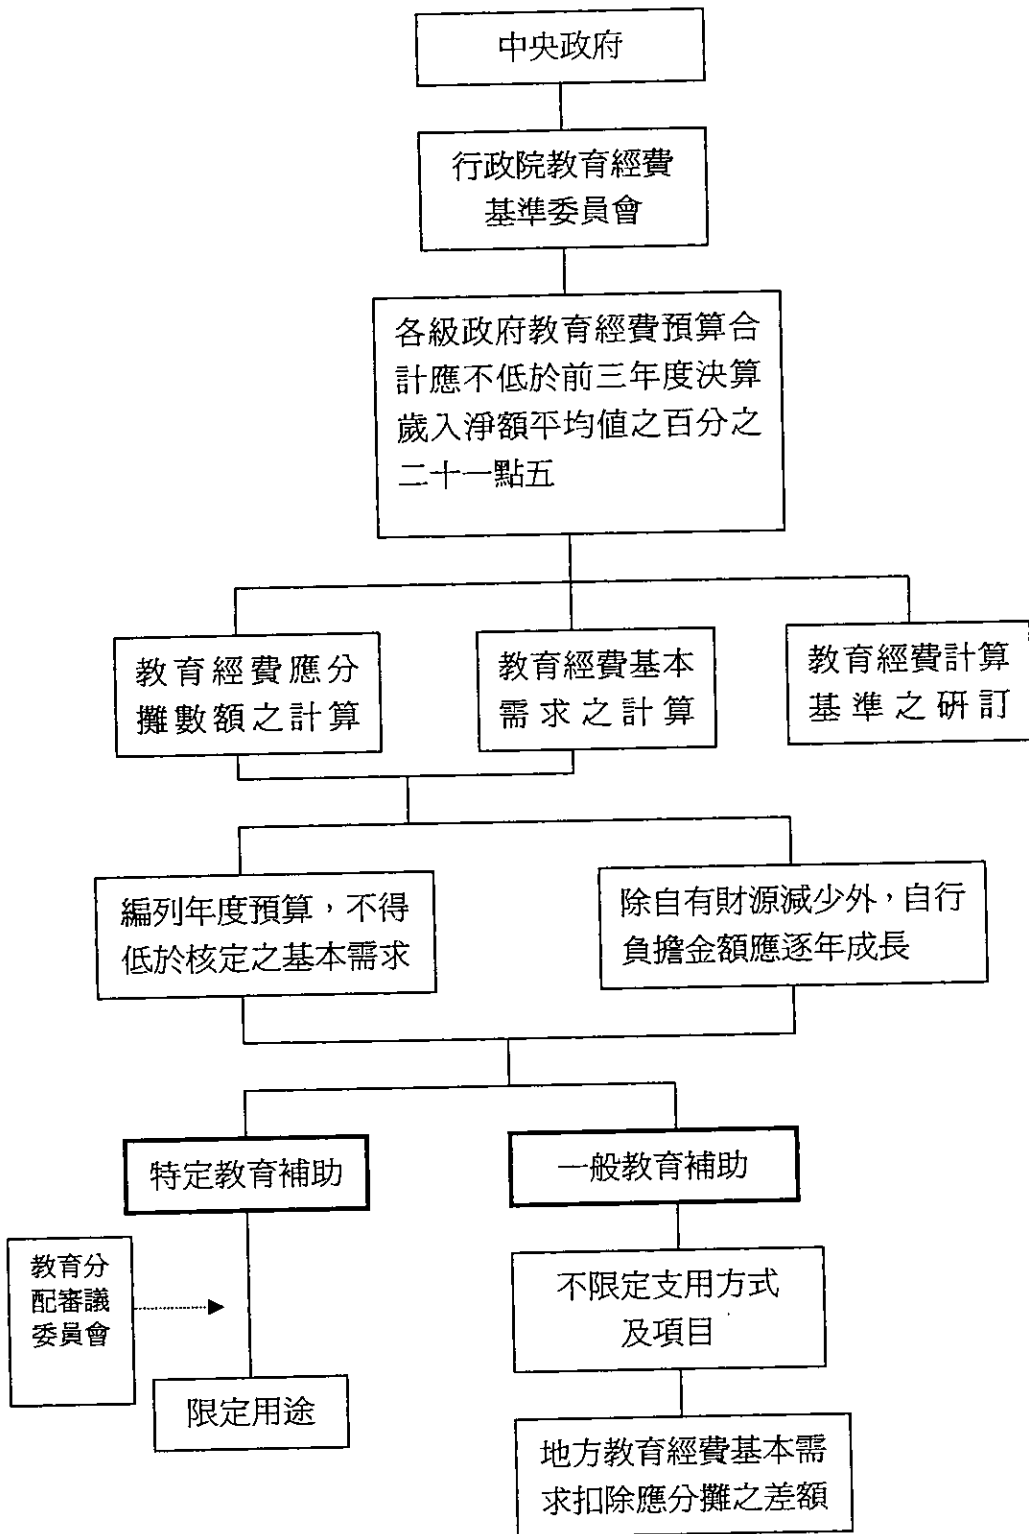 中央政府
行政院教育經費
基準委員會
各級政府教育經費預算合
計應不低於前三年度決算
歲入淨額平均值之百分之
二十一點五
教育經費應分
攤數額之計算
教育經費基本
需求之計算
教育經費計算
基準之研訂
編列年度預算，不得
低於核定之基本需求
除自有財源減少外，自行
負擔金額應逐年成長
特定教育補助
一般教育補助
教育分
配審議
委員會
不限定支用方式
及項目
限定用途
地方教育經費基本需
求扣除應分攤之差額